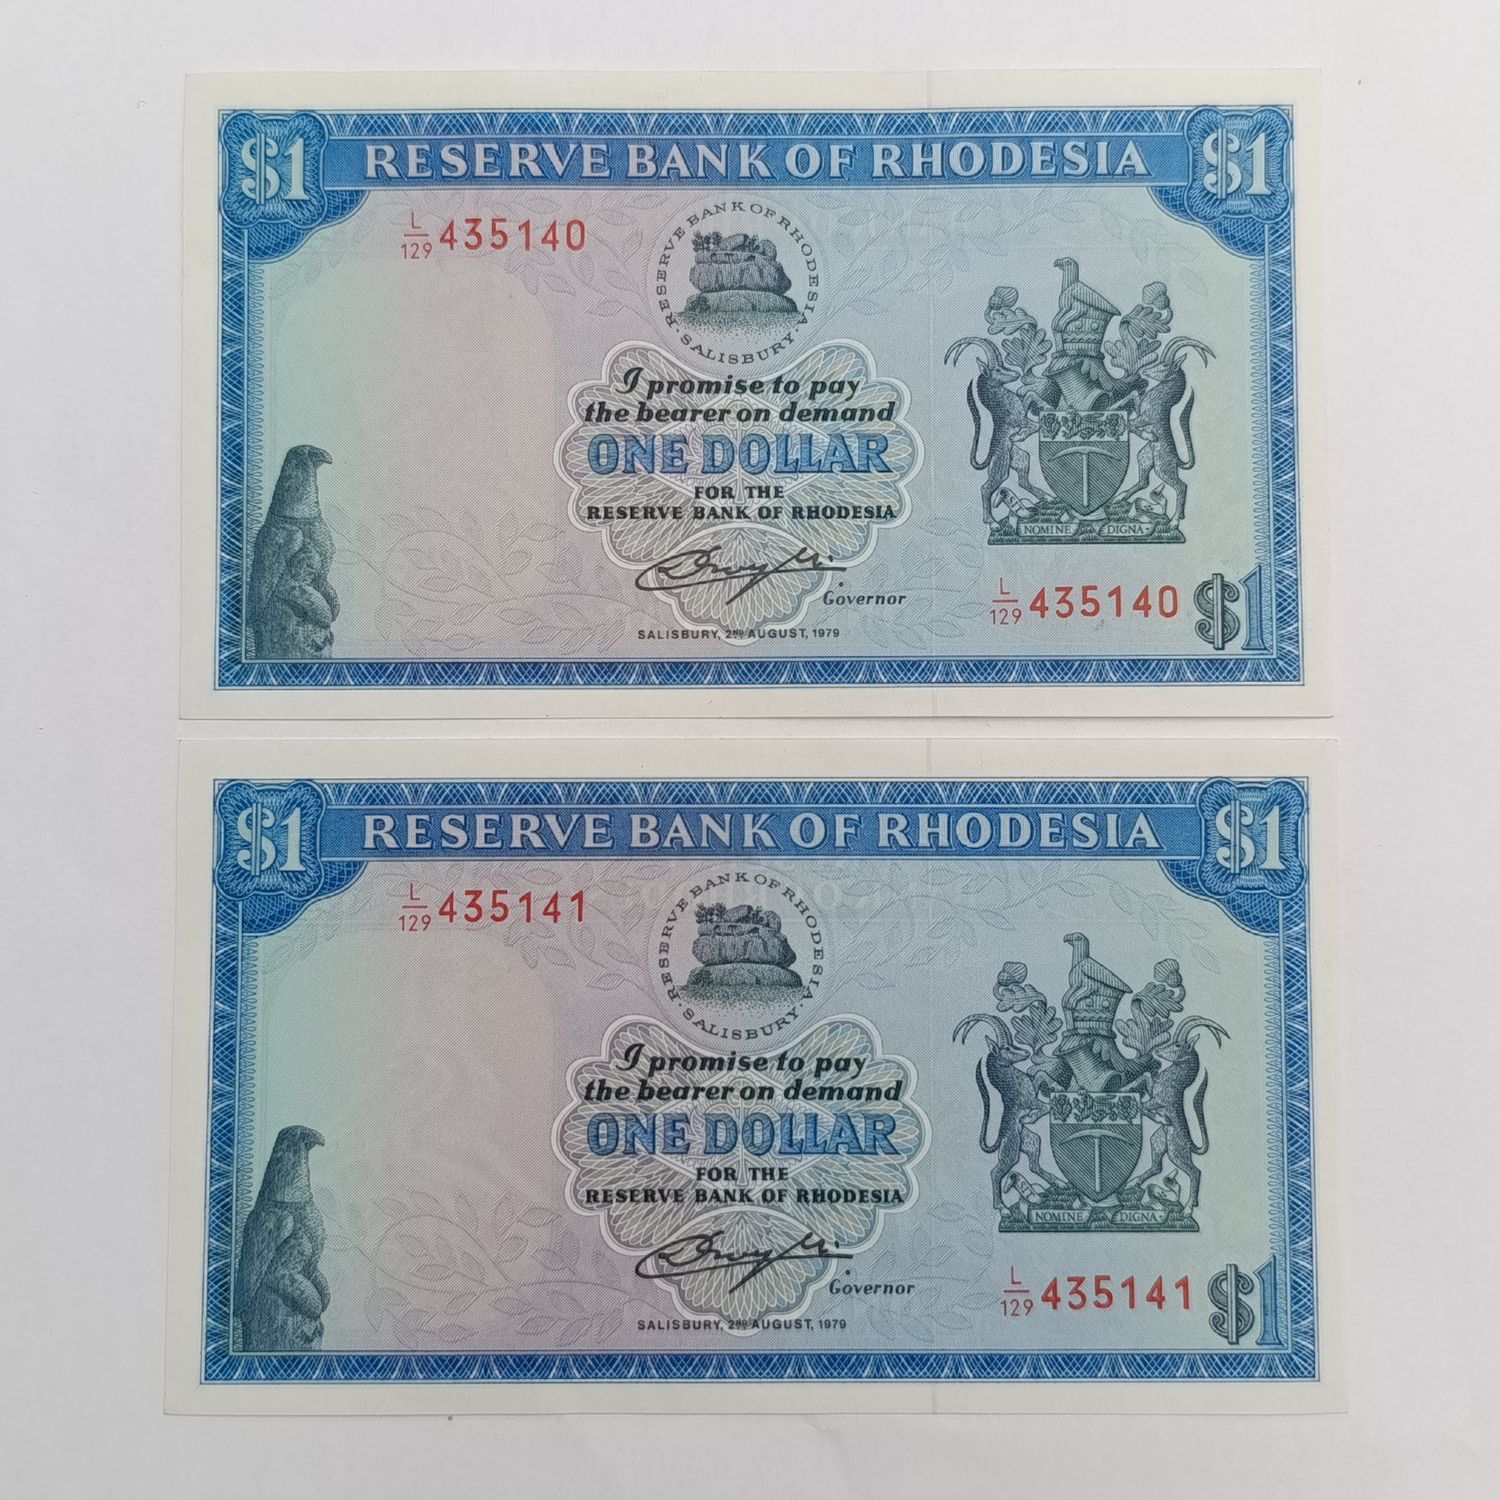 $1 RESERVE BANK OF RHODESIA $1
L/129 435140
RESERVE BANK OF RHODESIA
· SALISBURY ·
I promise to pay
the bearer on demand
ONE DOLLAR
FOR THE
RESERVE BANK OF RHODESIA
SIT NOMINE DIGNA
Governor
L/129 435140 $1
SALISBURY, 2ND AUGUST, 1979
$1 RESERVE BANK OF RHODESIA $1
L/129 435141
RESERVE BANK OF RHODESIA
· SALISBURY ·
I promise to pay
the bearer on demand
ONE DOLLAR
FOR THE
RESERVE BANK OF RHODESIA
SIT NOMINE DIGNA
Governor
L/129 435141 $1
SALISBURY, 2ND AUGUST, 1979